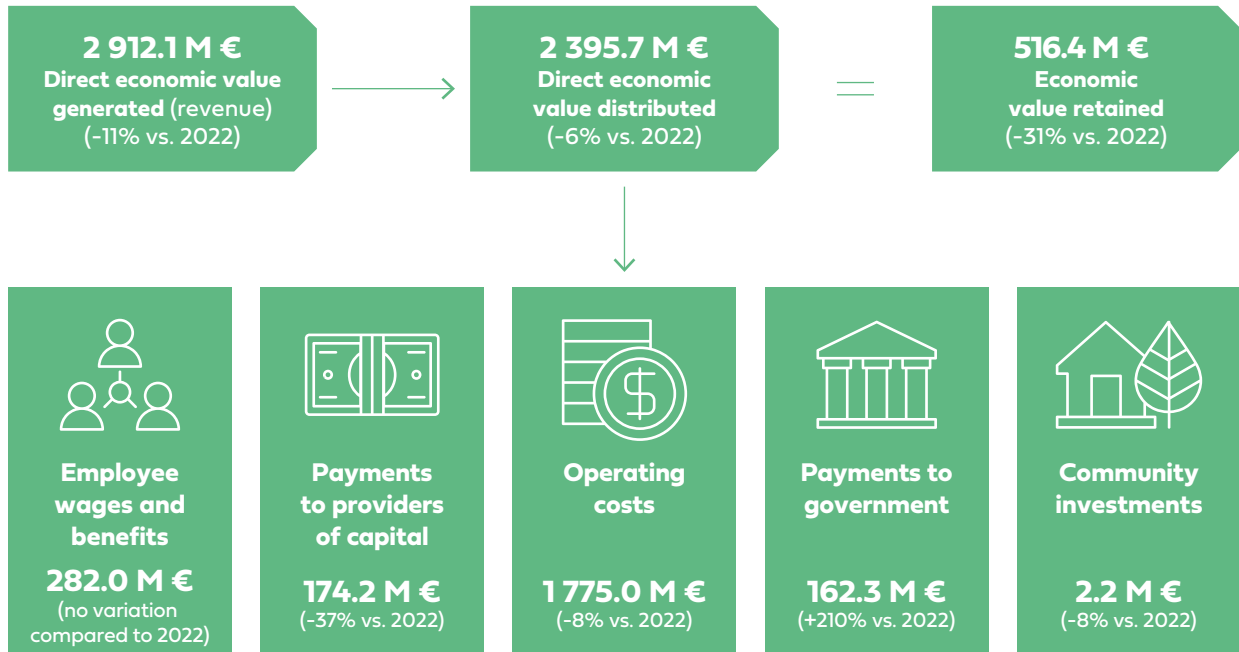 2 912.1 M €
Direct economic value
generated (revenue)
(-11% vs. 2022)
2 395.7 M €
Direct economic
value distributed
(-6% vs. 2022)
=
516.4 M €
Economic
value retained
(-31% vs. 2022)
Employee
wages and
benefits
282.0 M €
(no variation
compared to 2022)
Payments
to providers
of capital
174.2 M €
(-37% vs. 2022)
$
Operating
costs
1 775.0 M €
(-8% vs. 2022)
Payments to
government
162.3 M €
(+210% vs. 2022)
Community
investments
2.2 M €
(-8% vs. 2022)